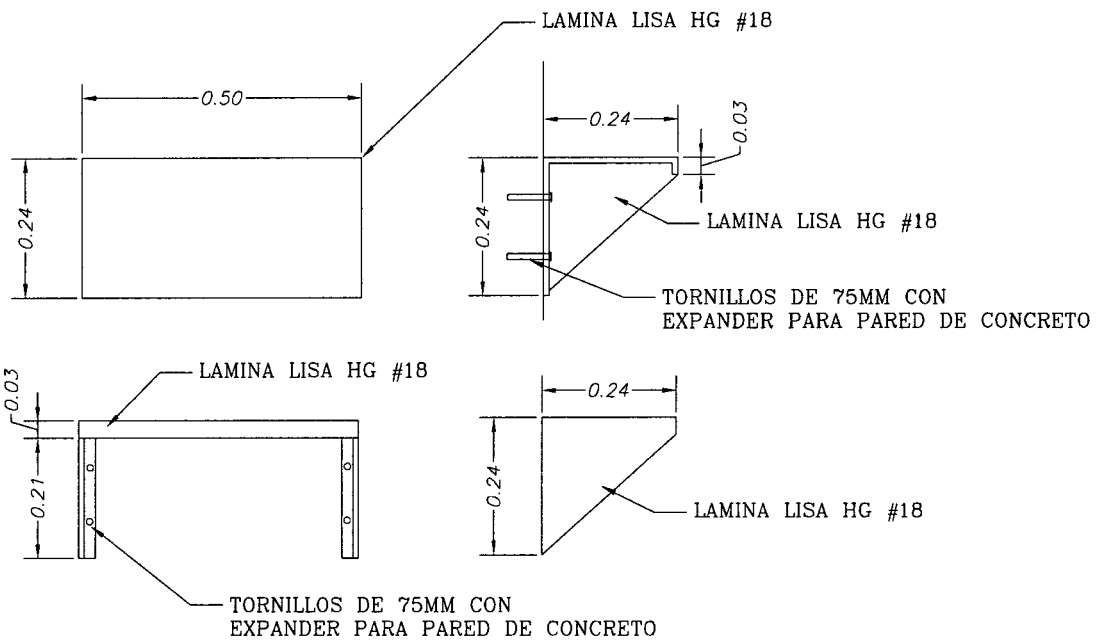 LAMINA LISA HG #18
0.50
0.24
0.24
0.03
0.24
LAMINA LISA HG #18
TORNILLOS DE 75MM CON
EXPANDER PARA PARED DE CONCRETO
0.03
LAMINA LISA HG #18
0.21
TORNILLOS DE 75MM CON
EXPANDER PARA PARED DE CONCRETO
0.24
0.24
LAMINA LISA HG #18